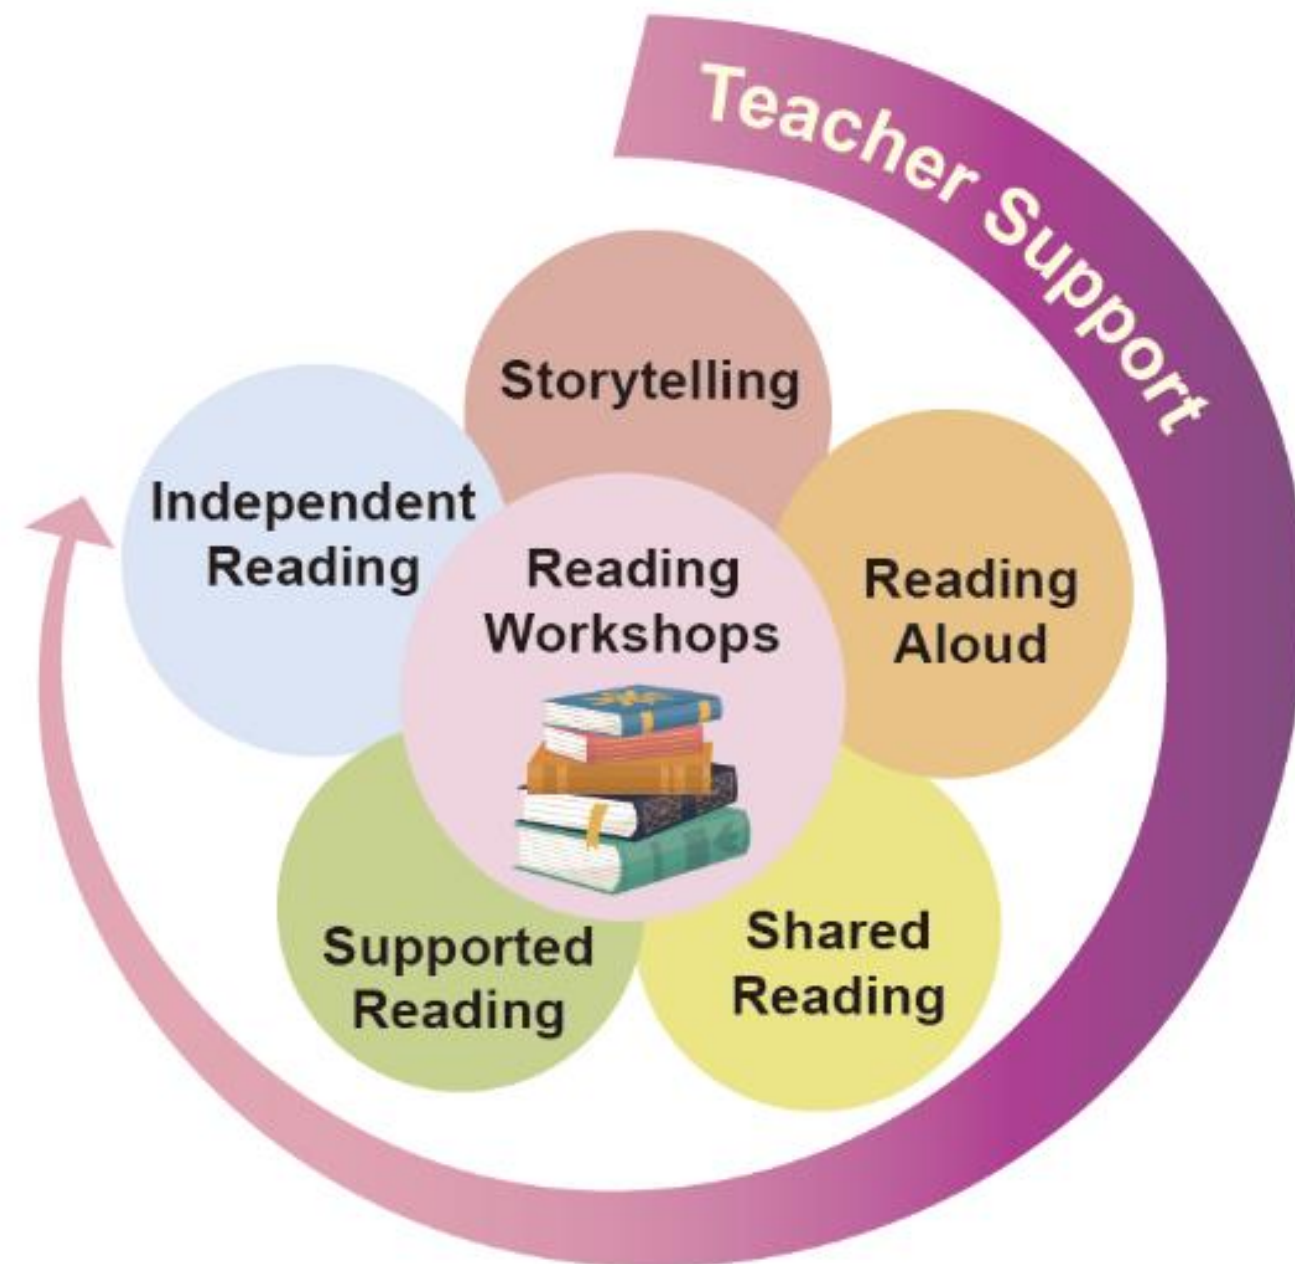 Teacher Support
Storytelling
Independent
Reading
Reading
Workshops
Reading
Aloud
Supported
Reading
Shared
Reading